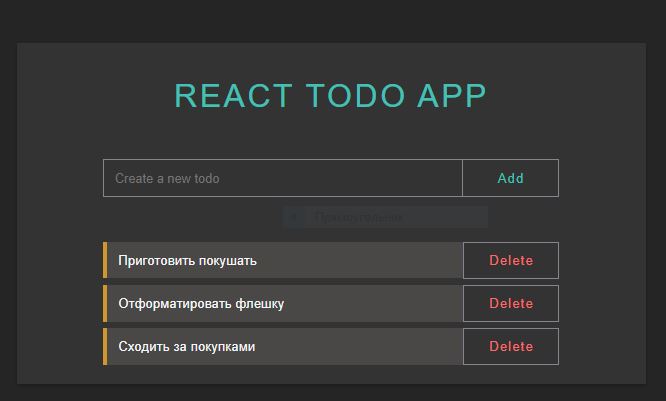 REACT TODO APP
Create a new todo
Add
Прямоугольник
Приготовить покушать
Delete
Отформатировать флешку
Delete
Сходить за покупками
Delete